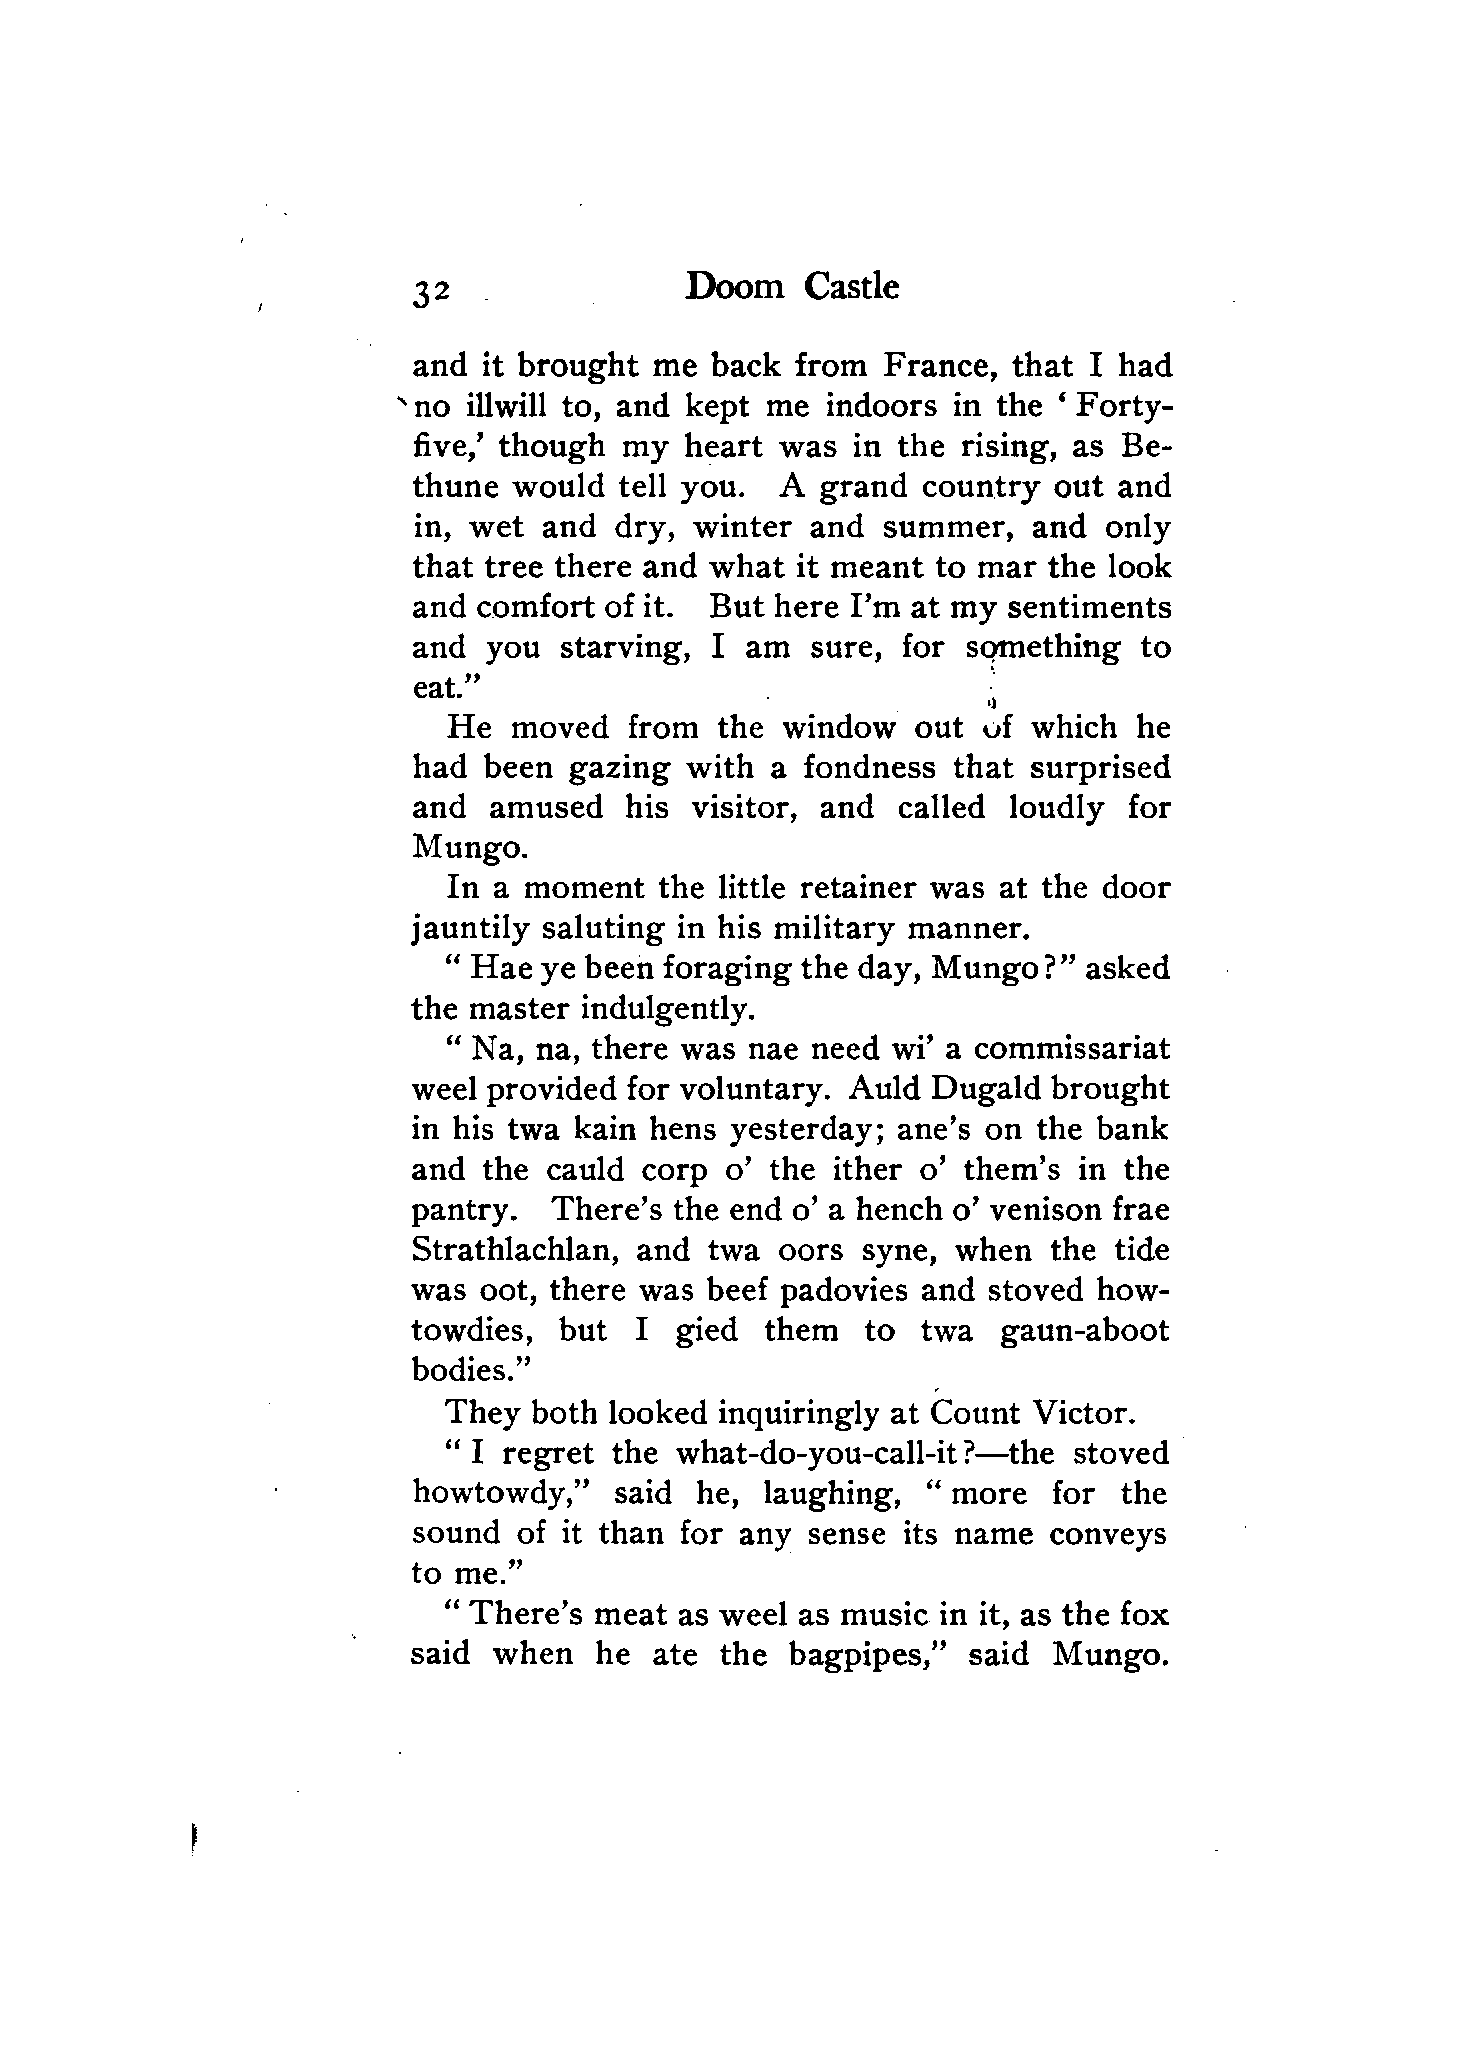 32 Doom Castle
and it brought me back from France, that I had
no illwill to, and kept me indoors in the ‘Forty-
five,’ though my heart was in the rising, as Be-
thune would tell you. A grand country out and
in, wet and dry, winter and summer, and only
that tree there and what it meant to mar the look
and comfort of it. But here I’m at my sentiments
and you starving, I am sure, for something to
eat.”
He moved from the window out of which he
had been gazing with a fondness that surprised
and amused his visitor, and called loudly for
Mungo.
In a moment the little retainer was at the door
jauntily saluting in his military manner.
“Hae ye been foraging the day, Mungo?” asked
the master indulgently.
“Na, na, there was nae need wi’ a commissariat
weel provided for voluntary. Auld Dugald brought
in his twa kain hens yesterday; ane’s on the bank
and the cauld corp o’ the ither o’ them’s in the
pantry. There’s the end o’ a hench o’ venison frae
Strathlachlan, and twa oors syne, when the tide
was oot, there was beef padovies and stoved how-
towdies, but I gied them to twa gaun-aboot
bodies.”
They both looked inquiringly at Count Victor.
“I regret the what-do-you-call-it?—the stoved
howtowdy,” said he, laughing, “more for the
sound of it than for any sense its name conveys
to me.”
“There’s meat as weel as music in it, as the fox
said when he ate the bagpipes,” said Mungo.